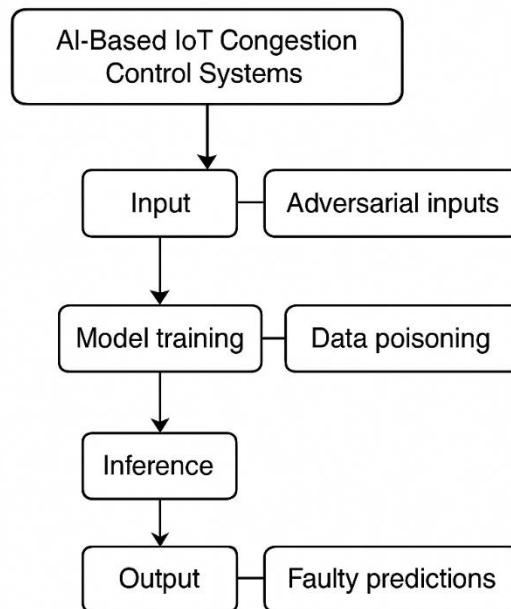 AI-Based IoT Congestion
Control Systems
Input
Adversarial inputs
Model training
Data poisoning
Inference
Output
Faulty predictions